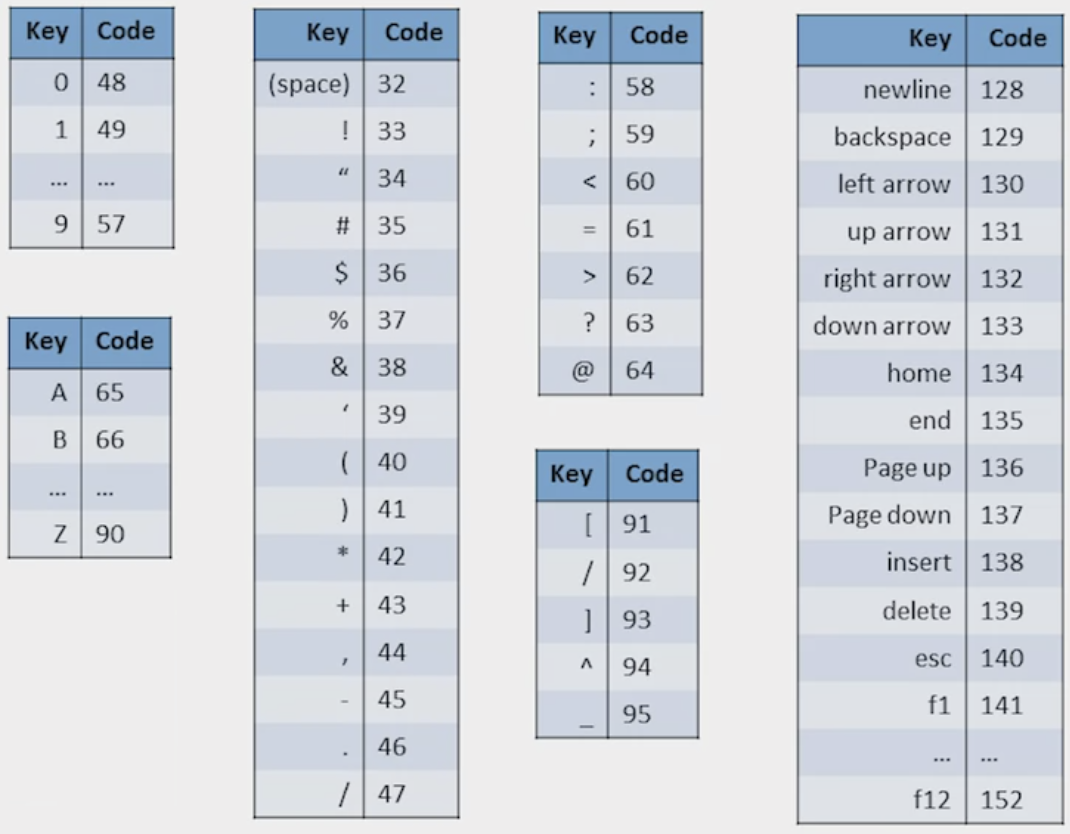 Key Code
0 48
1 49
... ...
9 57
Key Code
A 65
B 66
... ...
Z 90
Key Code
(space) 32
! 33
“ 34
# 35
$ 36
% 37
& 38
‘ 39
( 40
) 41
* 42
+ 43
, 44
- 45
. 46
/ 47
Key Code
: 58
; 59
< 60
= 61
> 62
? 63
@ 64
Key Code
[ 91
/ 92
] 93
^ 94
_ 95
Key Code
newline 128
backspace 129
left arrow 130
up arrow 131
right arrow 132
down arrow 133
home 134
end 135
Page up 136
Page down 137
insert 138
delete 139
esc 140
f1 141
... ...
f12 152